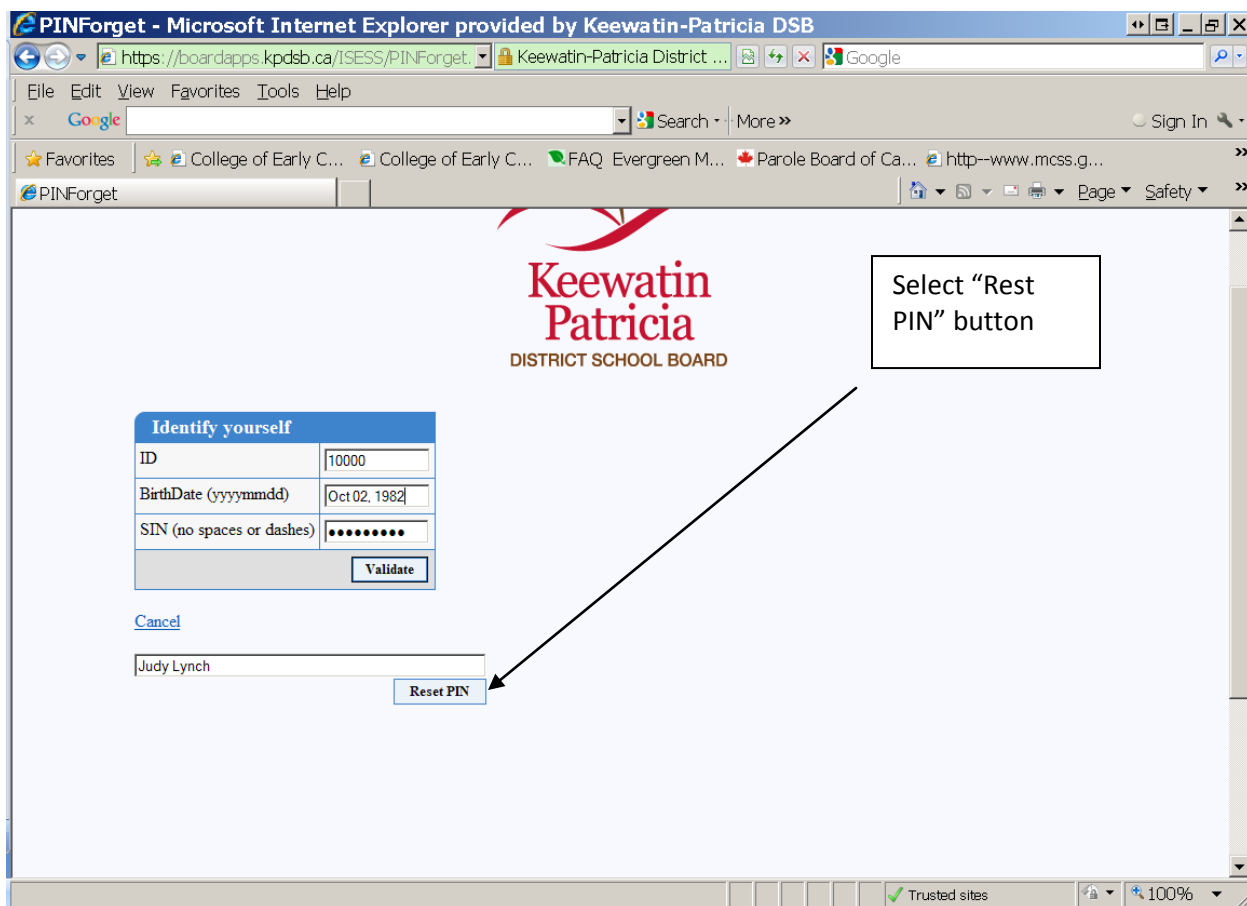 PINForget - Microsoft Internet Explorer provided by Keewatin-Patricia DSB
https://boardapps.kpdsb.ca/ISESS/PINForget. Keewatin-Patricia District ... Google
File Edit View Favorites Tools Help
x Google Search More » Sign In
Favorites College of Early C... College of Early C... FAQ Evergreen M... Parole Board of Ca... http--www.mcss.g... »
PINForget Page Safety »
Keewatin
Patricia
DISTRICT SCHOOL BOARD
Select “Rest
PIN” button
Identify yourself
ID 10000
BirthDate (yyyymmdd) Oct 02, 1982
SIN (no spaces or dashes) •••••••••
Validate
Cancel
Judy Lynch
Reset PIN
Trusted sites 100%